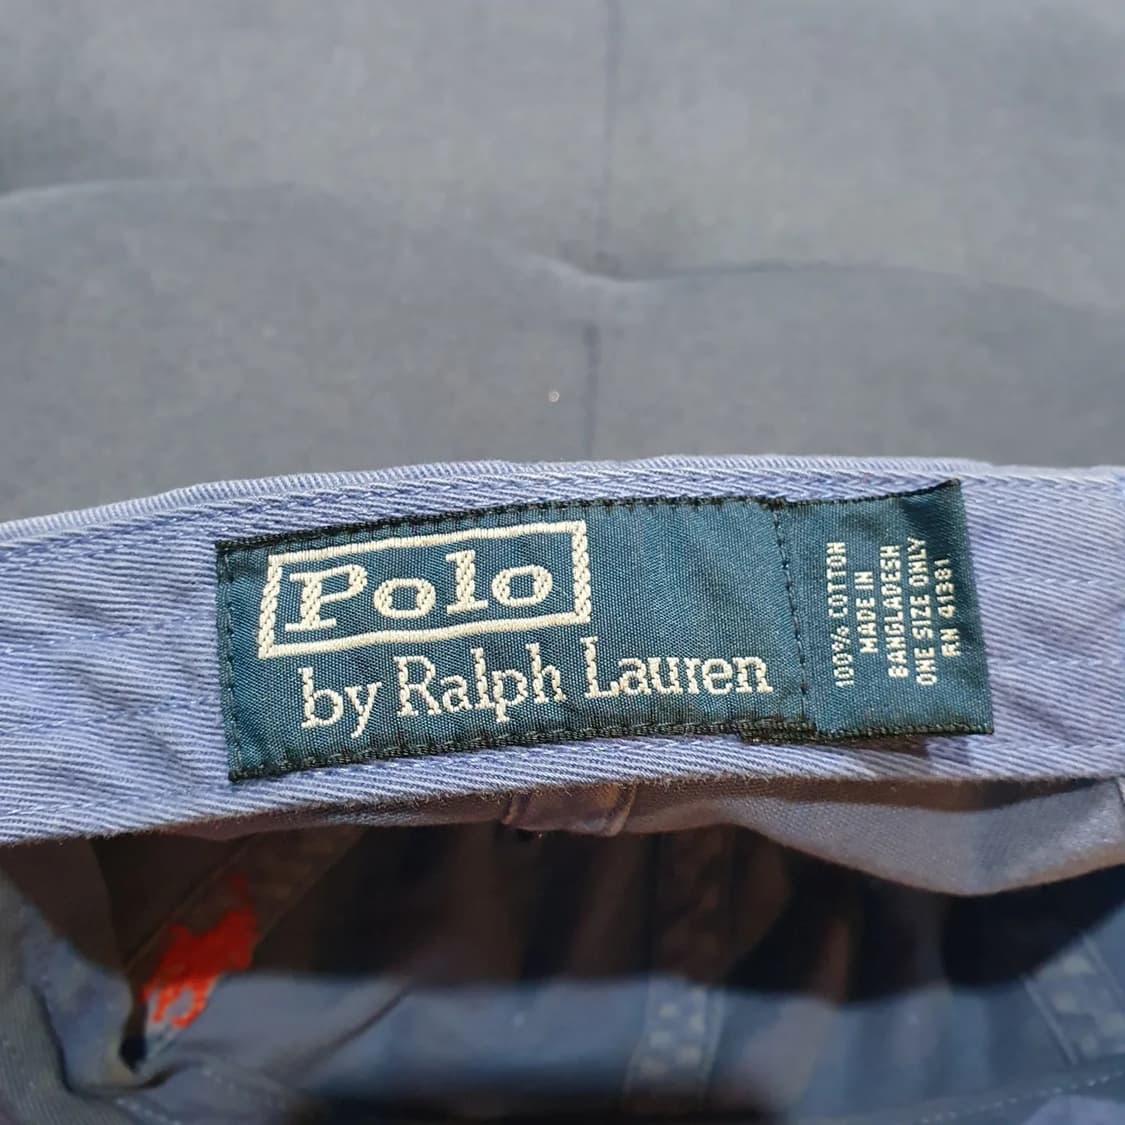 Polo
by Ralph Lauren
100% COTTON
MADE IN
BANGLADESH
ONE SIZE ONLY
RN 41381